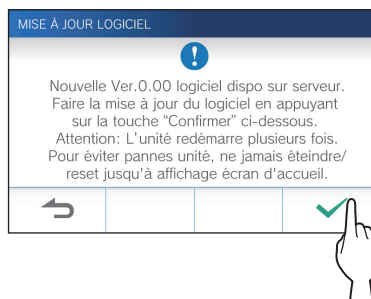 MISE À JOUR LOGICIEL
Nouvelle Ver.0.00 logiciel dispo sur serveur.
Faire la mise à jour du logiciel en appuyant
sur la touche “Confirmer” ci-dessous.
Attention: L’unité redémarre plusieurs fois.
Pour éviter pannes unité, ne jamais éteindre/
reset jusqu'à affichage écran d'accueil.